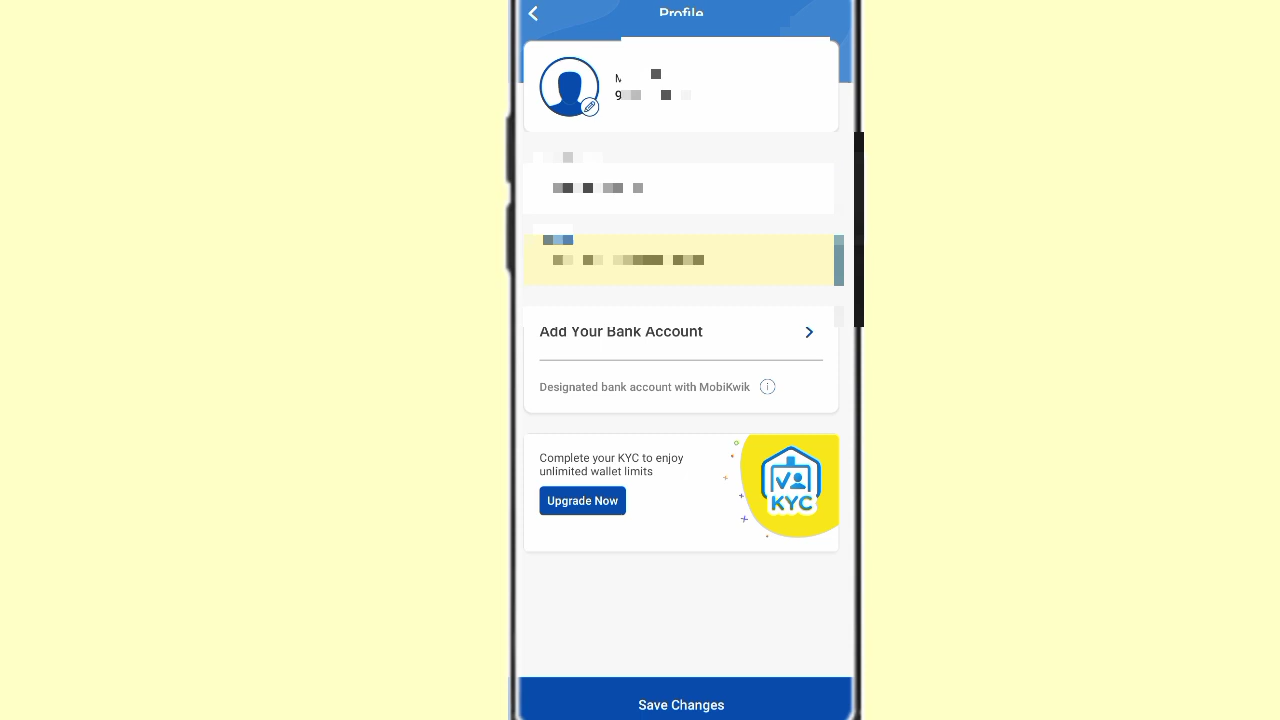 Profile
Add Your Bank Account
Designated bank account with MobiKwik
Complete your KYC to enjoy
unlimited wallet limits
Upgrade Now
KYC
Save Changes